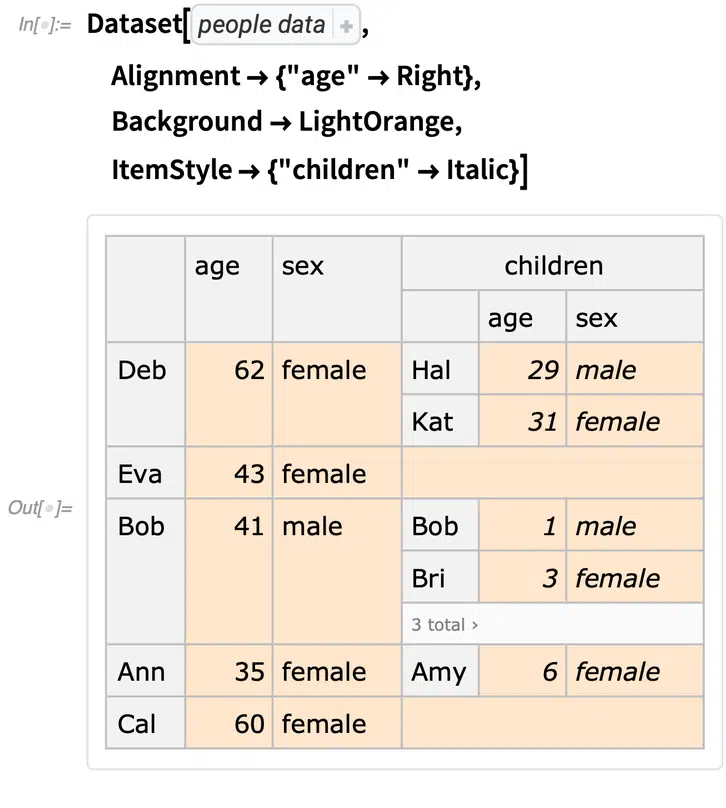 In[●]:= Dataset[ people data + ,
Alignment → {"age" → Right},
Background → LightOrange,
ItemStyle → {"children" → Italic}]
age sex children
age sex
Deb 62 female Hal 29 male
Kat 31 female
Eva 43 female
Out[●]=
Bob 41 male Bob 1 male
Bri 3 female
3 total ›
Ann 35 female Amy 6 female
Cal 60 female